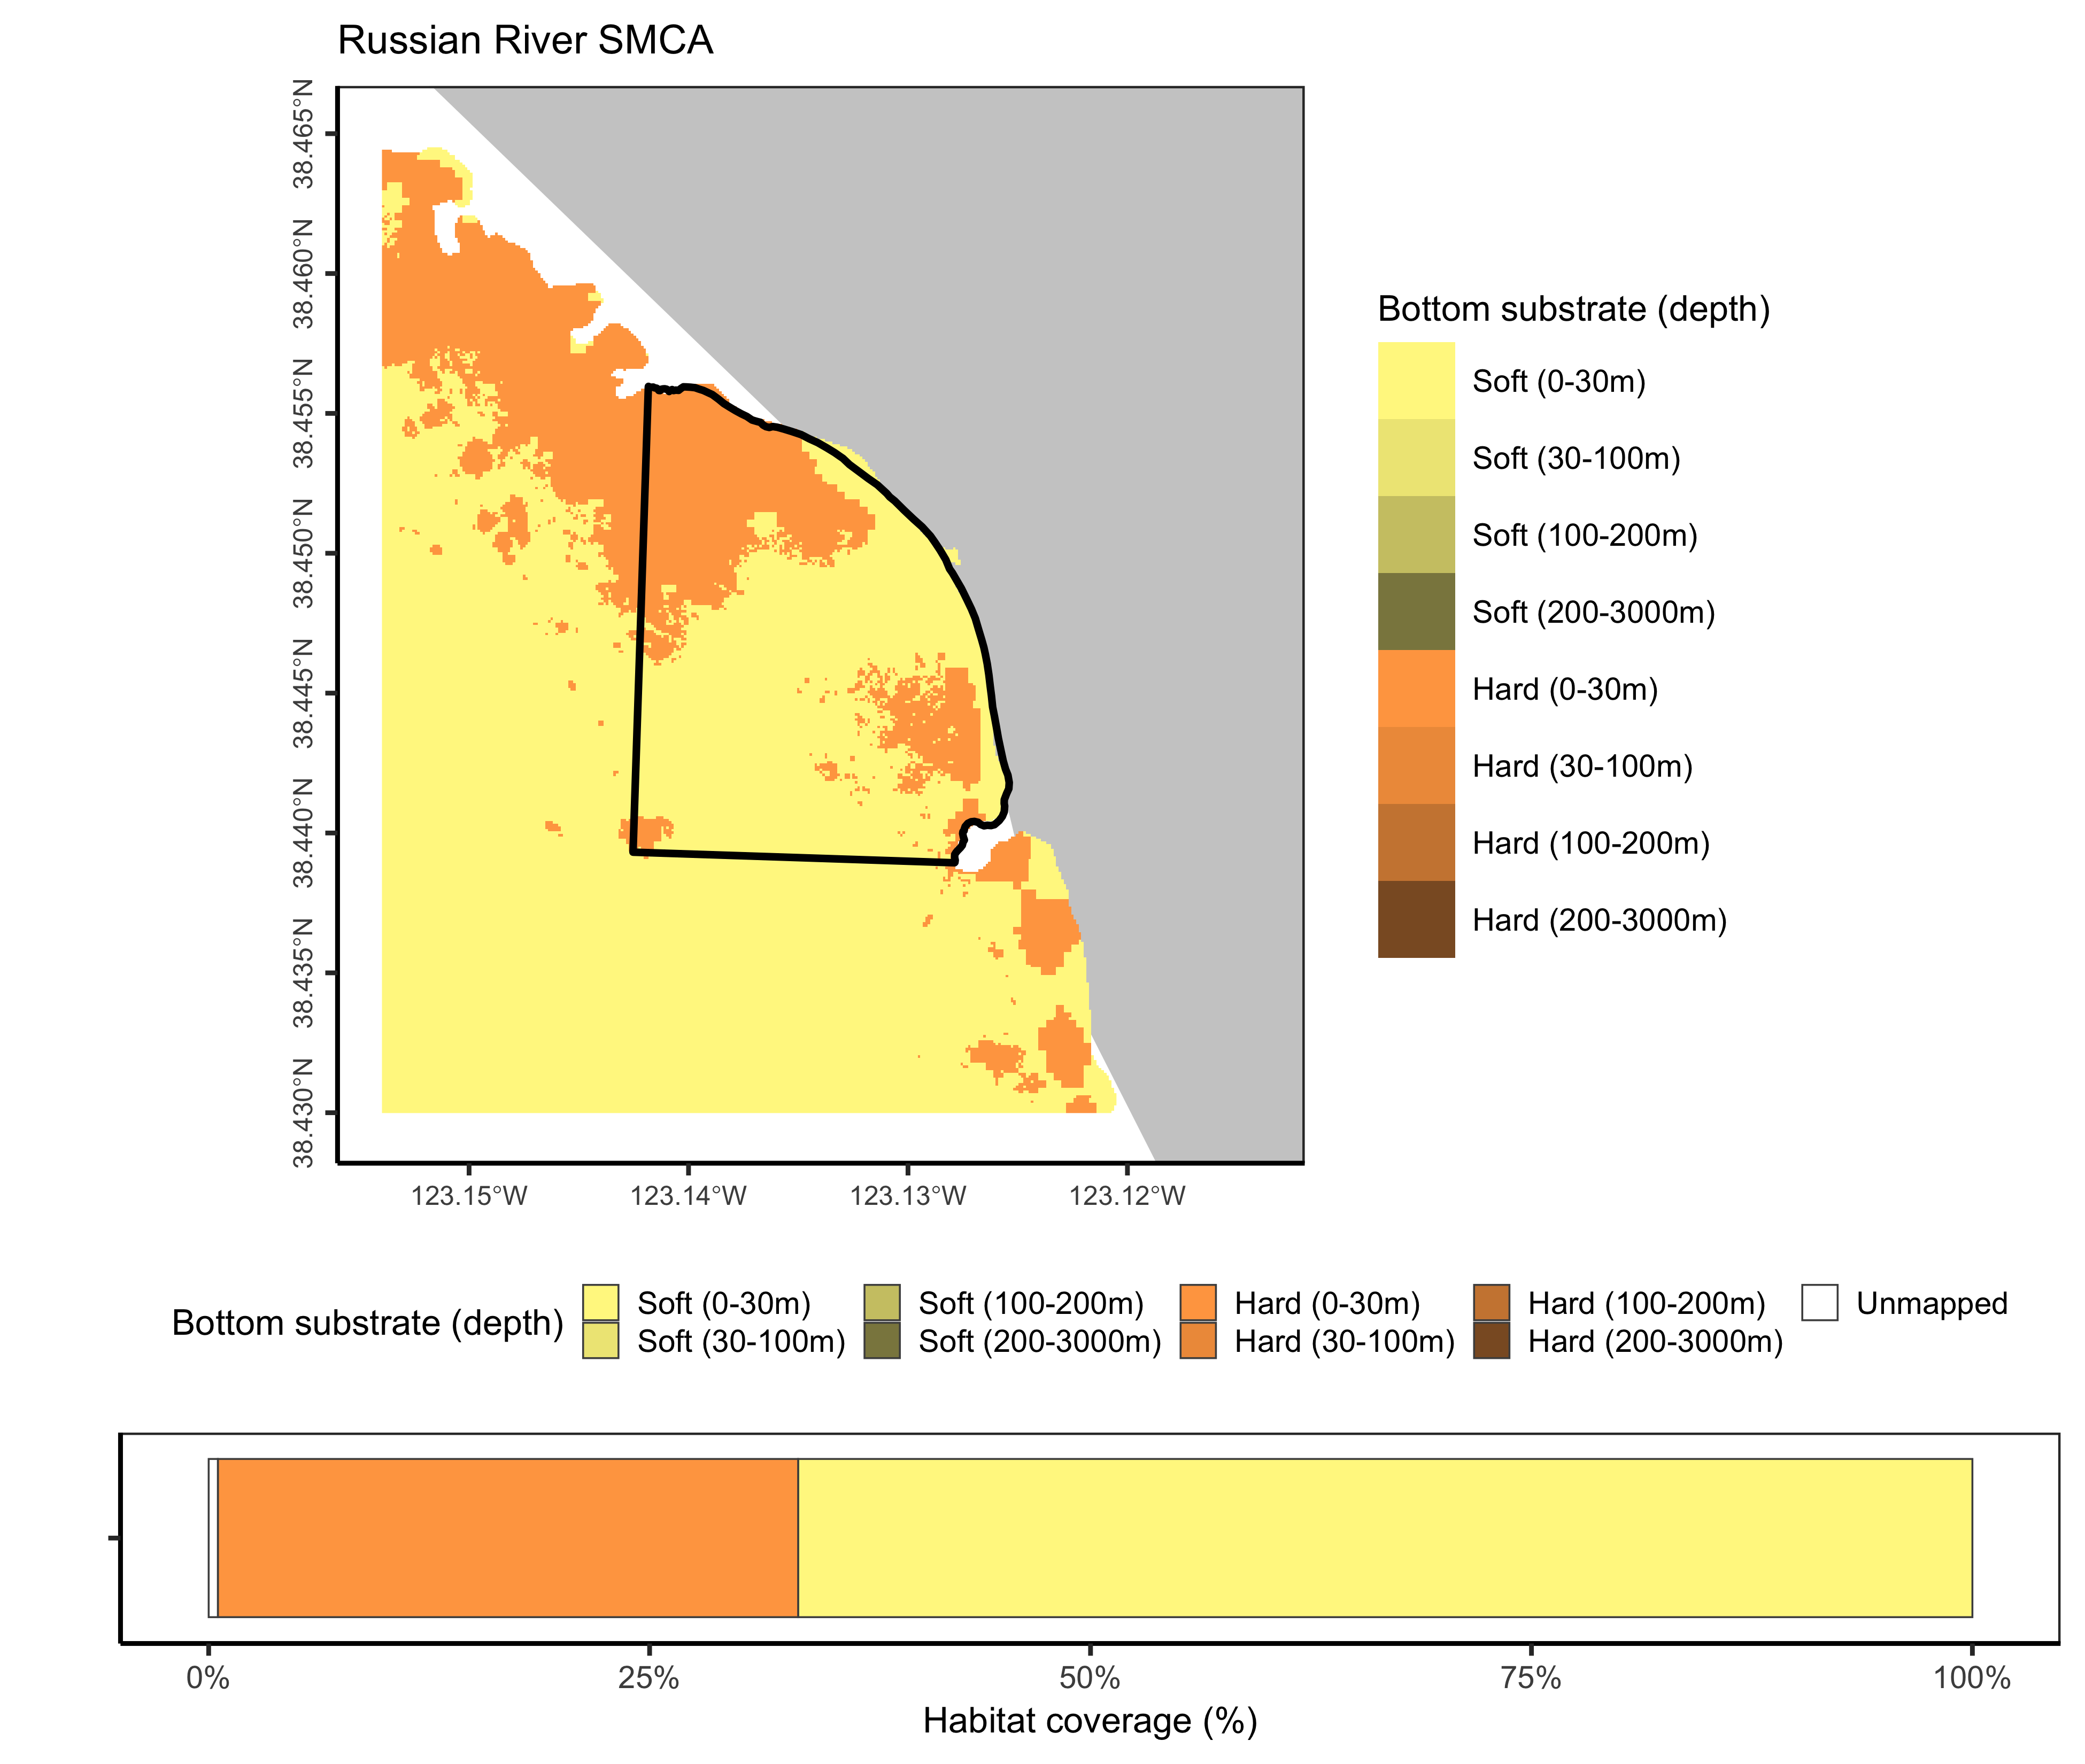 Russian River SMCA
38.465°N
38.460°N
38.455°N
38.450°N
38.445°N
38.440°N
38.435°N
38.430°N
123.15°W 123.14°W 123.13°W 123.12°W
Bottom substrate (depth)
Soft (0-30m)
Soft (30-100m)
Soft (100-200m)
Soft (200-3000m)
Hard (0-30m)
Hard (30-100m)
Hard (100-200m)
Hard (200-3000m)
Bottom substrate (depth)
Soft (0-30m) Soft (100-200m) Hard (0-30m) Hard (100-200m) Unmapped
Soft (30-100m) Soft (200-3000m) Hard (30-100m) Hard (200-3000m)
0% 25% 50% 75% 100%
Habitat coverage (%)